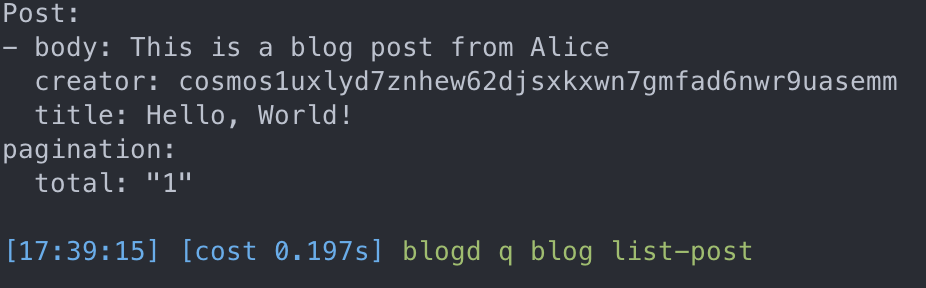 Post:
- body: This is a blog post from Alice
  creator: cosmos1uxlyd7znhew62djsxkxwn7gmfad6nwr9uasemm
  title: Hello, World!
pagination:
  total: "1"
[17:39:15] [cost 0.197s] blogd q blog list-post